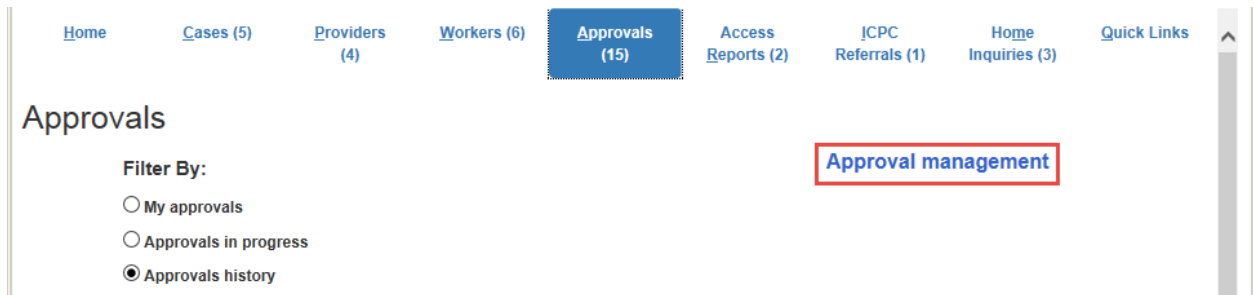 Home
Cases (5)
Providers
(4)
Workers (6)
Approvals
(15)
Access
Reports (2)
ICPC
Referrals (1)
Home
Inquiries (3)
Quick Links
Approvals
Filter By:
Approval management
My approvals
Approvals in progress
Approvals history